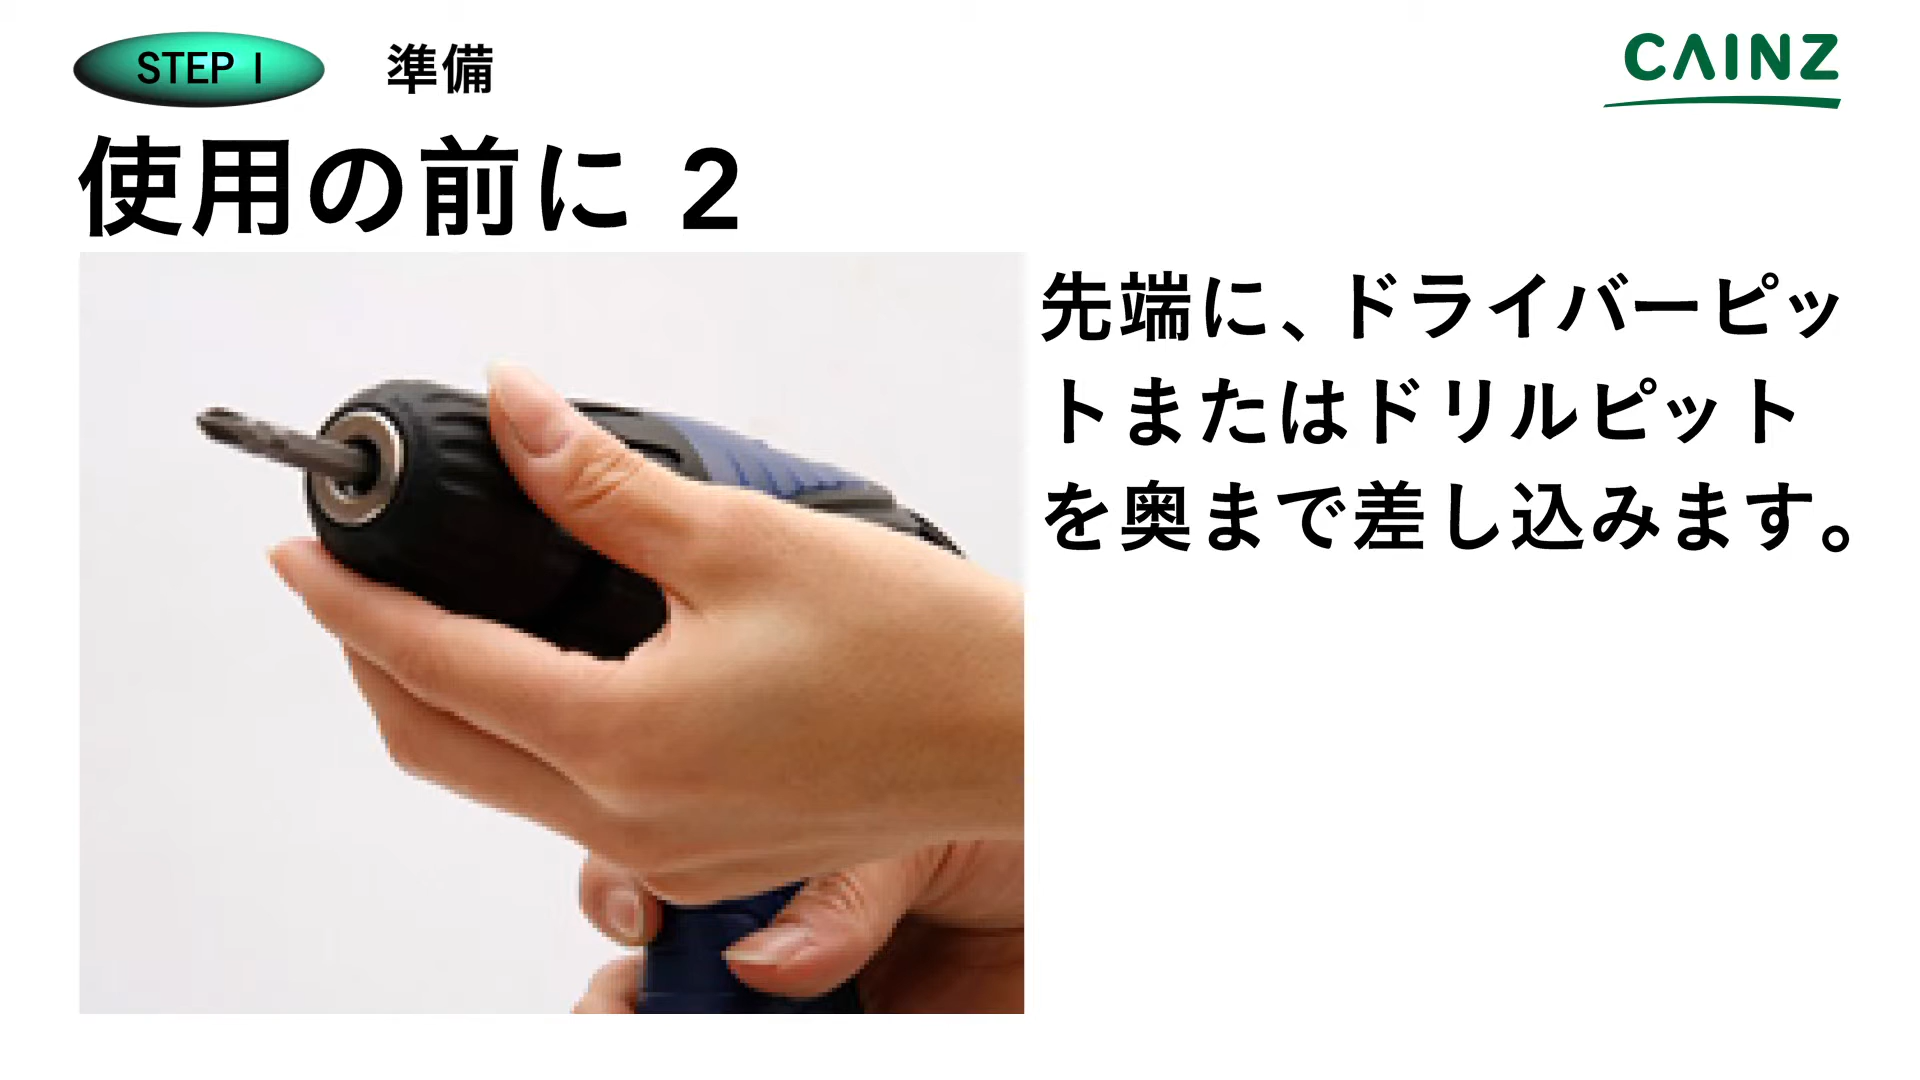 STEP 1
準備
CAINZ
使用の前に 2
先端に、ドライバーピッ
トまたはドリルピット
を奥まで差し込みます。